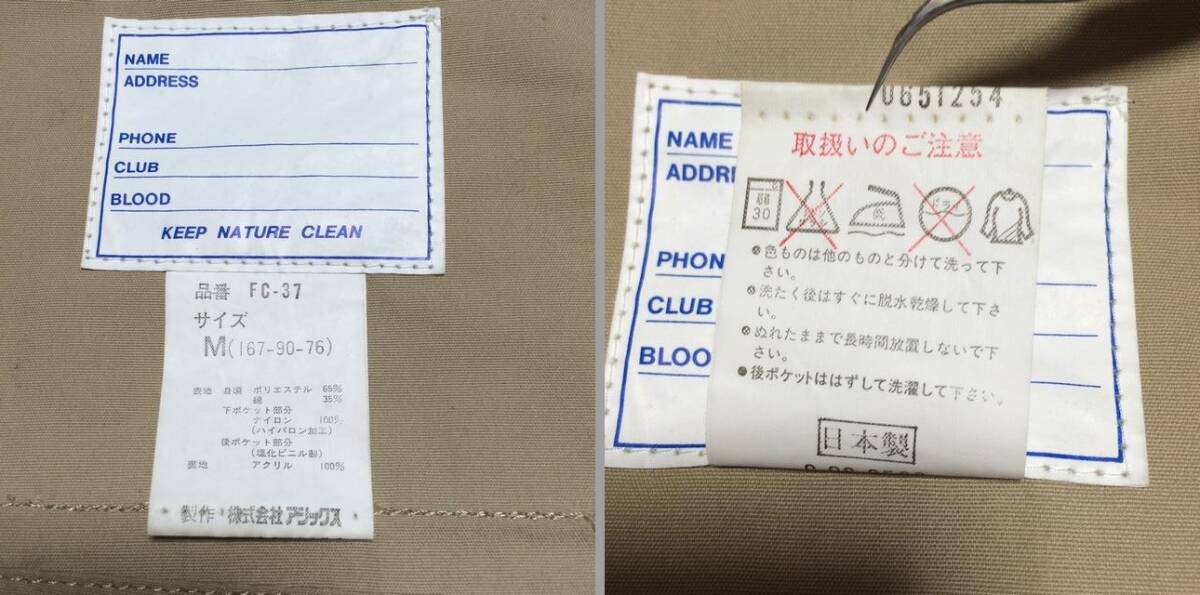 NAME
ADDRESS
PHONE
CLUB
BLOOD
KEEP NATURE CLEAN
品番 FC-37
サイズ
M(167-90-76)
表地 身頃 ポリエステル 65%
綿 35%
下ポケット部分
ナイロン 100%
(ハイパロン加工)
後ポケット部分
(塩化ビニル製)
表地 アクリル 100%
製作 株式会社アシックス
NAME
ADDR
PHON
CLUB
BLOO
0651254
取扱いのご注意
30
ドライ
●色ものは他のものと分けて洗って下
さい。
●洗たく後はすぐに脱水乾燥して下さ
い。
●ぬれたままで長時間放置しないで下
さい。
●後ポケットははずして洗濯して下さい。
日本製